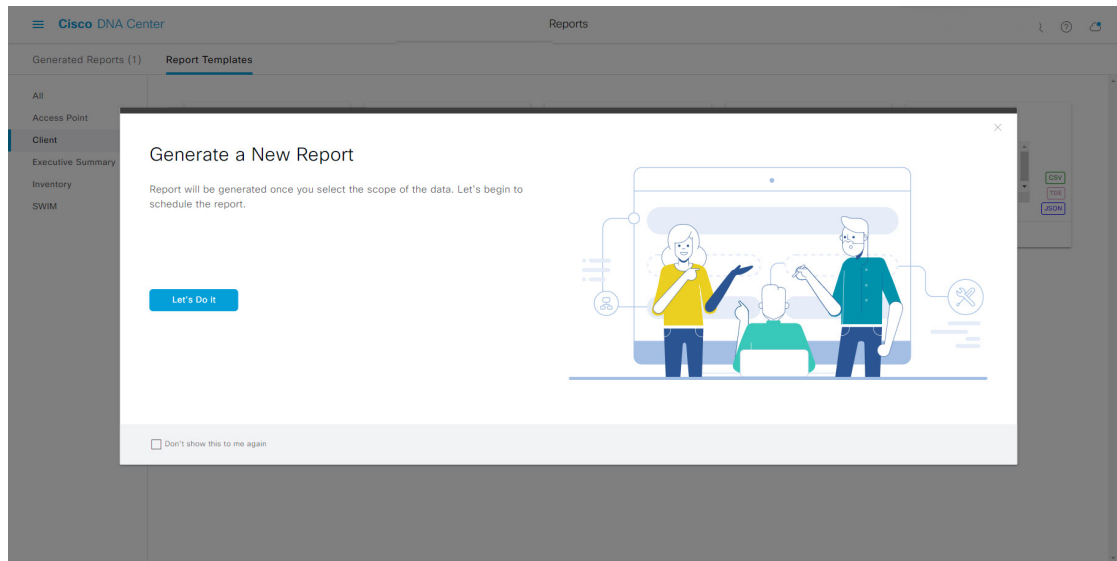 Cisco DNA Center
Reports
Generated Reports (1)
Report Templates
All
Access Point
Client
Executive Summary
Inventory
SWIM
Generate a New Report
Report will be generated once you select the scope of the data. Let's begin to
schedule the report.
Let's Do It
Don't show this to me again
CSV
TDE
JSON